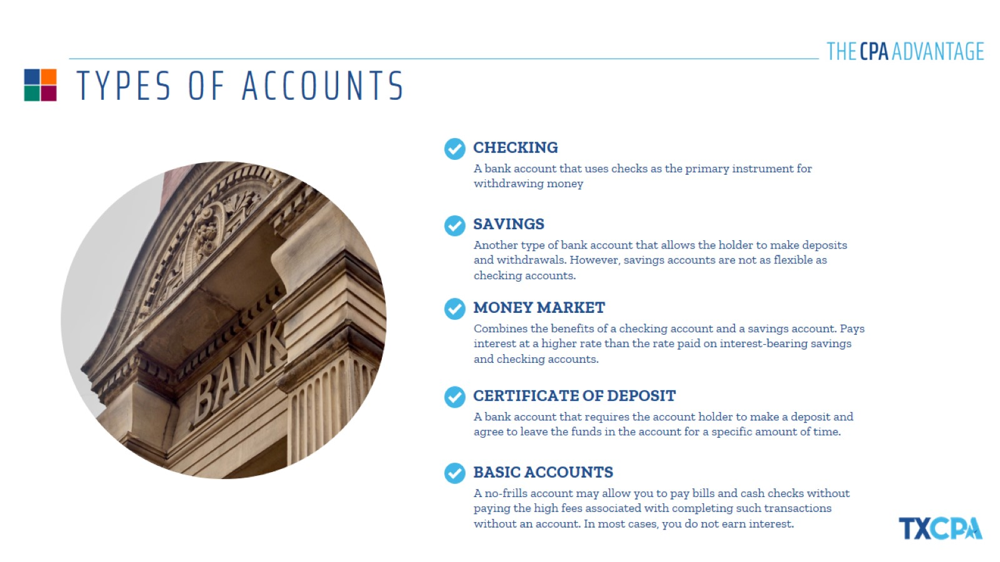 THE CPA ADVANTAGE
TYPES OF ACCOUNTS
CHECKING
A bank account that uses checks as the primary instrument for
withdrawing money
SAVINGS
Another type of bank account that allows the holder to make deposits
and withdrawals. However, savings accounts are not as flexible as
checking accounts.
MONEY MARKET
Combines the benefits of a checking account and a savings account. Pays
interest at a higher rate than the rate paid on interest-bearing savings
and checking accounts.
CERTIFICATE OF DEPOSIT
A bank account that requires the account holder to make a deposit and
agree to leave the funds in the account for a specific amount of time.
BASIC ACCOUNTS
A no-frills account may allow you to pay bills and cash checks without
paying the high fees associated with completing such transactions
without an account. In most cases, you do not earn interest.
BANK
TXCPA